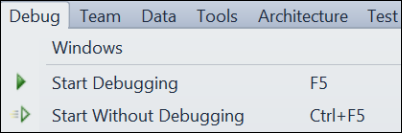 Debug Team Data Tools Architecture Test
Windows
Start Debugging F5
Start Without Debugging Ctrl+F5